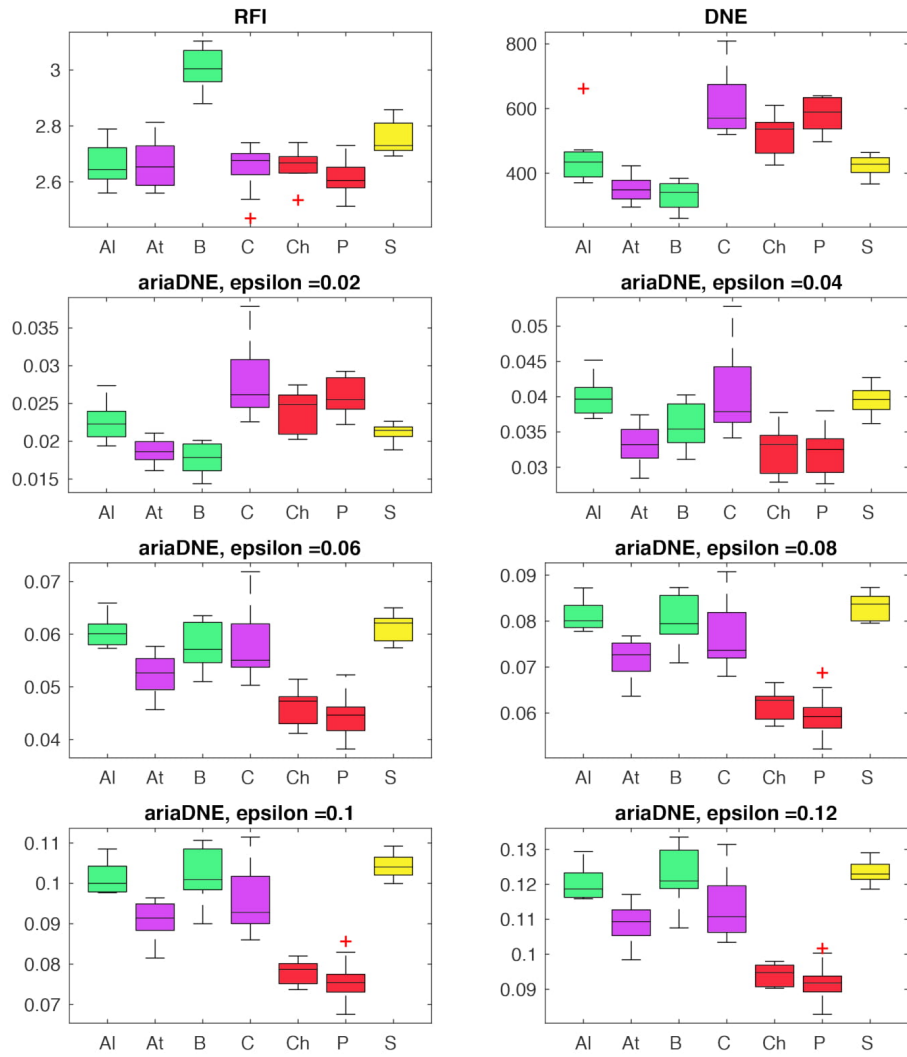 RFI
DNE
3
2.8
2.6
Al At B C Ch P S
800
600
400
Al At B C Ch P S
ariaDNE, epsilon =0.02
ariaDNE, epsilon =0.04
0.035
0.03
0.025
0.02
0.015
Al At B C Ch P S
0.05
0.04
0.03
Al At B C Ch P S
ariaDNE, epsilon =0.06
ariaDNE, epsilon =0.08
0.07
0.06
0.05
0.04
Al At B C Ch P S
0.09
0.08
0.07
0.06
Al At B C Ch P S
ariaDNE, epsilon =0.1
ariaDNE, epsilon =0.12
0.11
0.1
0.09
0.08
0.07
Al At B C Ch P S
0.13
0.12
0.11
0.1
0.09
Al At B C Ch P S